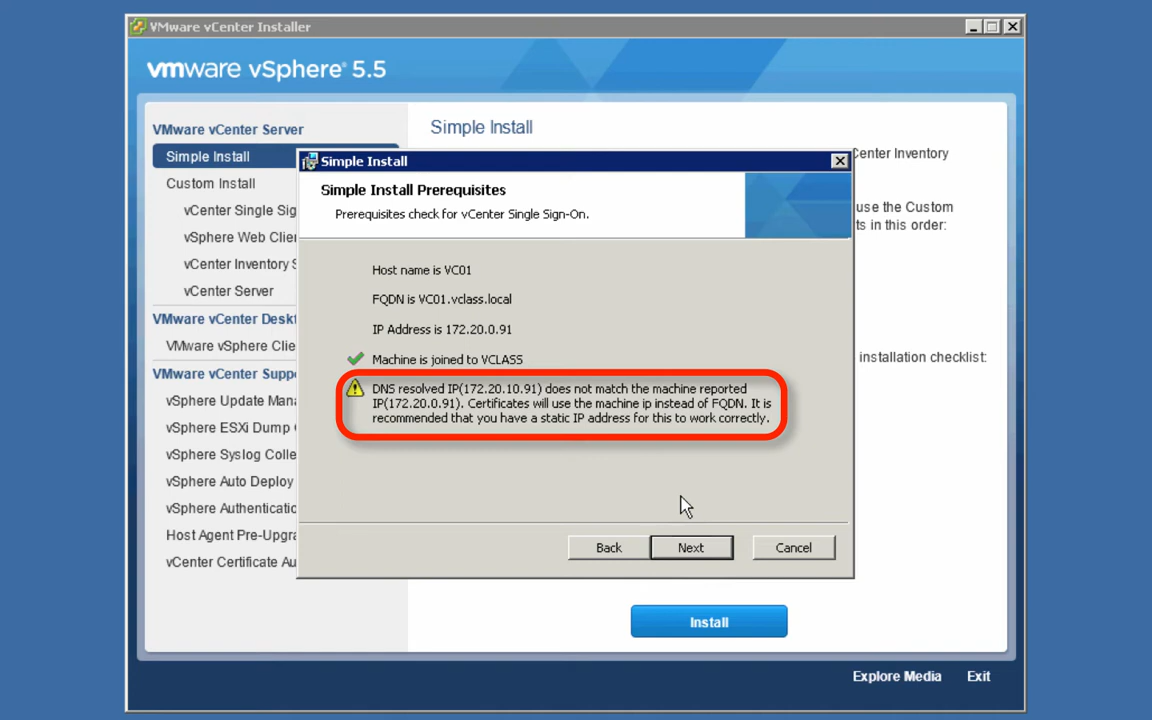 VMware vCenter Installer
vmware vSphere® 5.5
VMware vCenter Server
Simple Install
Custom Install
vCenter Single Sig
vSphere Web Clien
vCenter Inventory S
vCenter Server
VMware vCenter Deskt
VMware vSphere Clie
VMware vCenter Suppo
vSphere Update Mana
vSphere ESXi Dump
vSphere Syslog Colle
vSphere Auto Deploy
vSphere Authenticatio
Host Agent Pre-Upgra
vCenter Certificate Au
Simple Install
Center Inventory
use the Custom
ts in this order:
installation checklist:
Simple Install
Simple Install Prerequisites
Prerequisites check for vCenter Single Sign-On.
Host name is VC01
FQDN is VC01.vclass.local
IP Address is 172.20.0.91
Machine is joined to VCLASS
DNS resolved IP(172.20.10.91) does not match the machine reported
IP(172.20.0.91). Certificates will use the machine ip instead of FQDN. It is
recommended that you have a static IP address for this to work correctly.
Back
Next
Cancel
Install
Explore Media
Exit